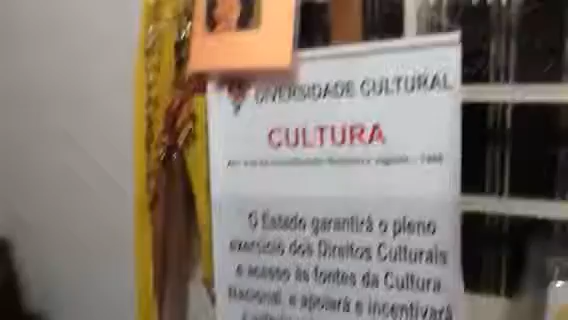 DIVERSIDADE CULTURAL
CULTURA
O Estado garantirá o pleno
exercício dos Direitos Culturais
e acesso às fontes da Cultura
Nacional e apoiará e incentivará